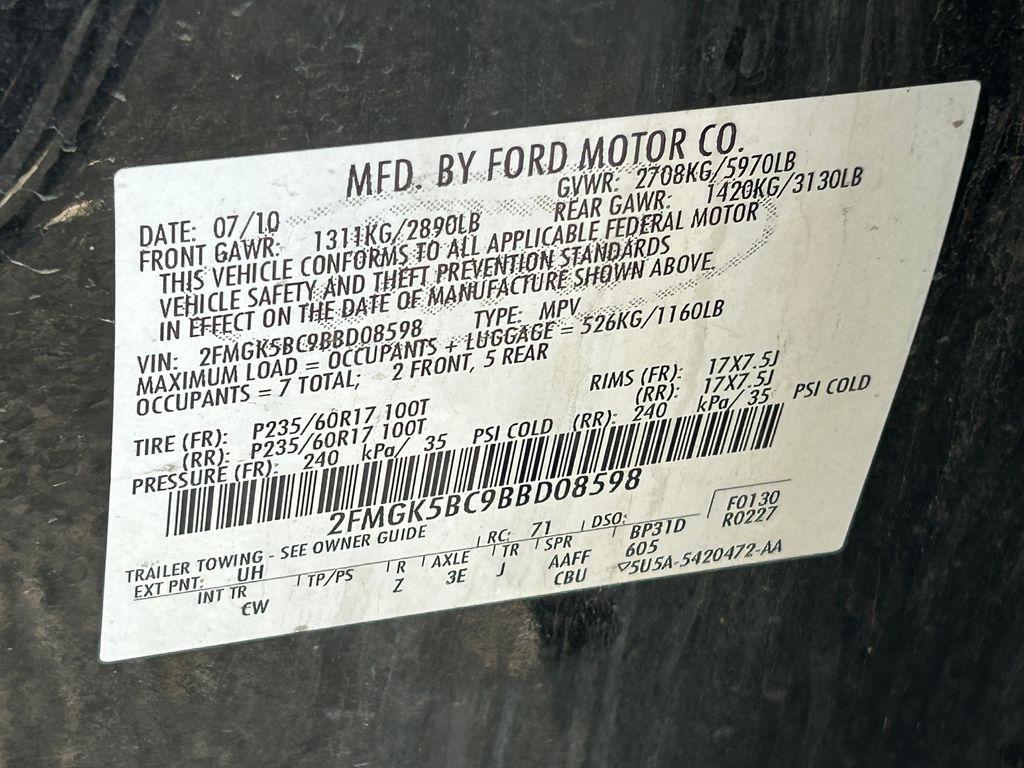 MFD. BY FORD MOTOR CO.
DATE: 07/10 GVWR: 2708KG/5970LB
FRONT GAWR: 1311KG/2890LB REAR GAWR: 1420KG/3130LB
THIS VEHICLE CONFORMS TO ALL APPLICABLE FEDERAL MOTOR
VEHICLE SAFETY AND THEFT PREVENTION STANDARDS
IN EFFECT ON THE DATE OF MANUFACTURE SHOWN ABOVE.
VIN: 2FMGK5BC9BBD08598 TYPE: MPV
MAXIMUM LOAD = OCCUPANTS + LUGGAGE = 526KG/1160LB
OCCUPANTS = 7 TOTAL; 2 FRONT, 5 REAR
TIRE (FR): P235/60R17 100T RIMS (FR): 17X7.5J
(RR): P235/60R17 100T (RR): 17X7.5J
PRESSURE (FR): 240 kPa/ 35 PSI COLD (RR): 240 kPa/ 35 PSI COLD
2FMGK5BC9BBD08598
TRAILER TOWING - SEE OWNER GUIDE F0130
EXT PNT: UH RC: 71 DSO: R0227
INT TR TP/PS R AXLE TR SPR BP31D
CW Z 3E J AAFF 605
CBU ▽5U5A-5420472-AA